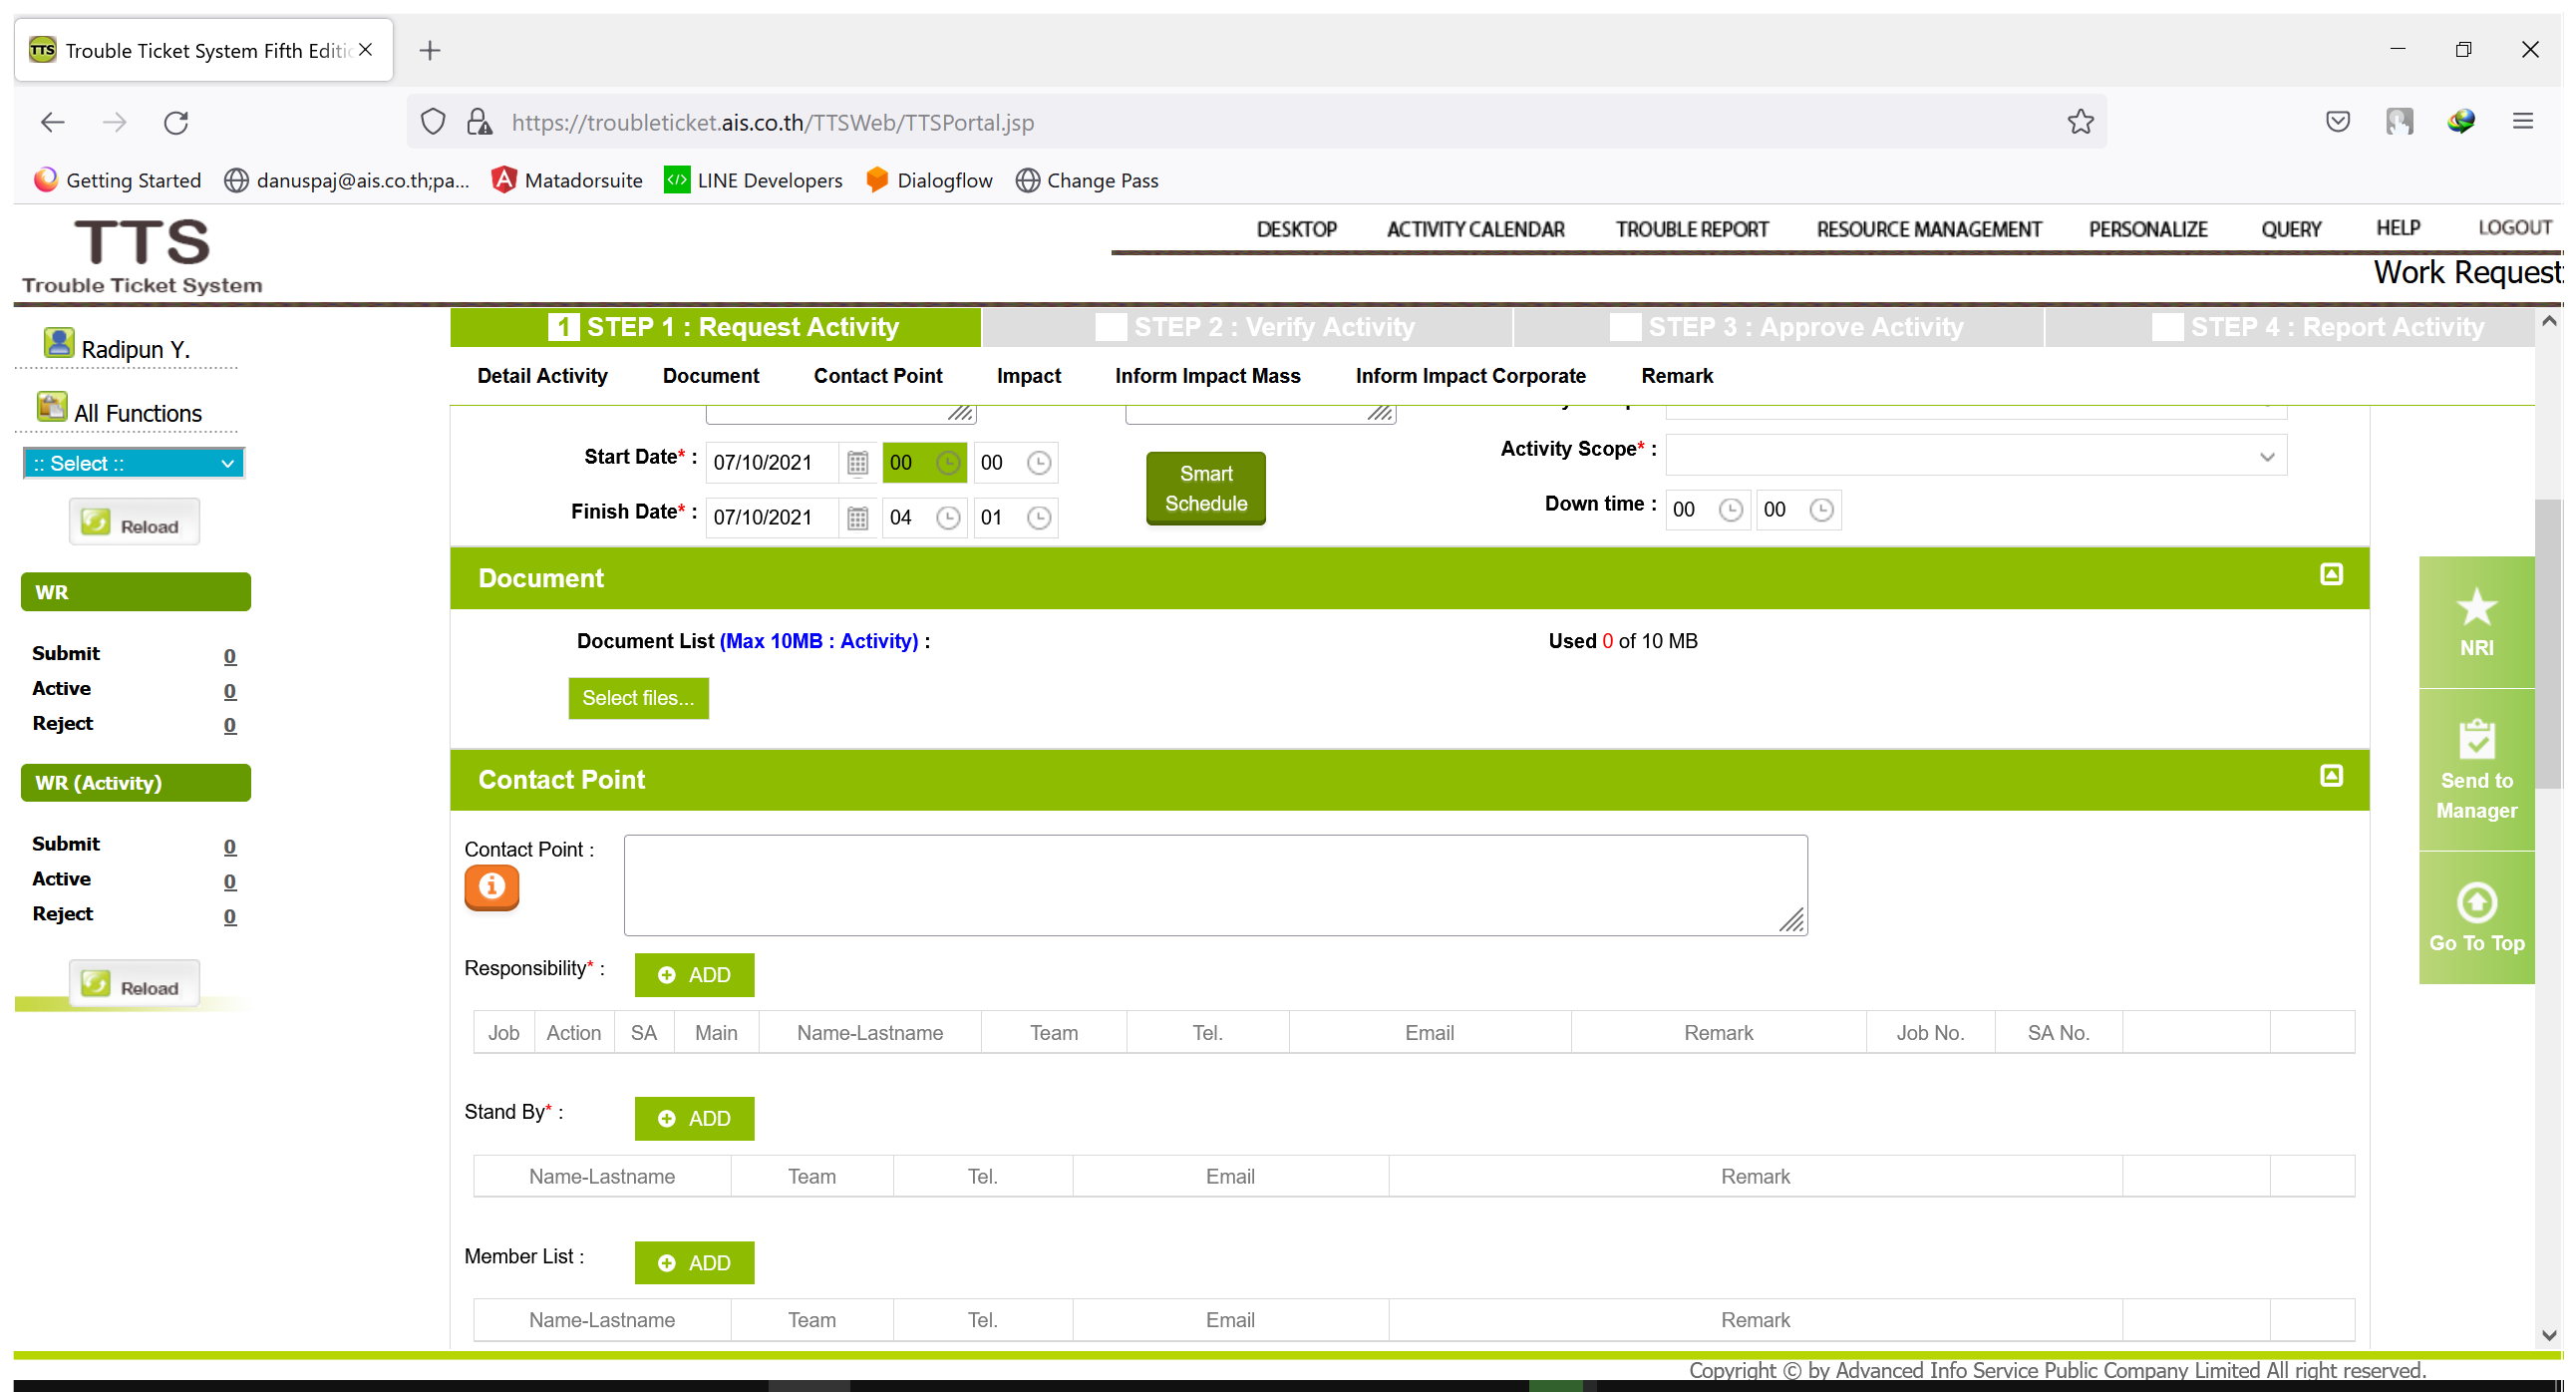 Trouble Ticket System Fifth Editio
https://troubleticket.ais.co.th/TTSWeb/TTSPortal.jsp
Getting Started danuspaj@ais.co.th;pa... Matadorsuite LINE Developers Dialogflow Change Pass
TTS
Trouble Ticket System
DESKTOP ACTIVITY CALENDAR TROUBLE REPORT RESOURCE MANAGEMENT PERSONALIZE QUERY HELP LOGOUT
Work Request
Radipun Y.
All Functions
:: Select ::
Reload
WR
Submit 0
Active 0
Reject 0
WR (Activity)
Submit 0
Active 0
Reject 0
Reload
1 STEP 1 : Request Activity STEP 2 : Verify Activity STEP 3 : Approve Activity STEP 4 : Report Activity
Detail Activity Document Contact Point Impact Inform Impact Mass Inform Impact Corporate Remark
Start Date* : 07/10/2021 00 00
Finish Date* : 07/10/2021 04 01
Smart
Schedule
Activity Scope* :
Down time : 00 00
Document
Document List (Max 10MB : Activity) : Used 0 of 10 MB
Select files...
Contact Point
Contact Point :
Responsibility* : ADD
Job Action SA Main Name-Lastname Team Tel. Email Remark Job No. SA No.
Stand By* : ADD
Name-Lastname Team Tel. Email Remark
Member List : ADD
Name-Lastname Team Tel. Email Remark
NRI
Send to
Manager
Go To Top
Copyright © by Advanced Info Service Public Company Limited All right reserved.